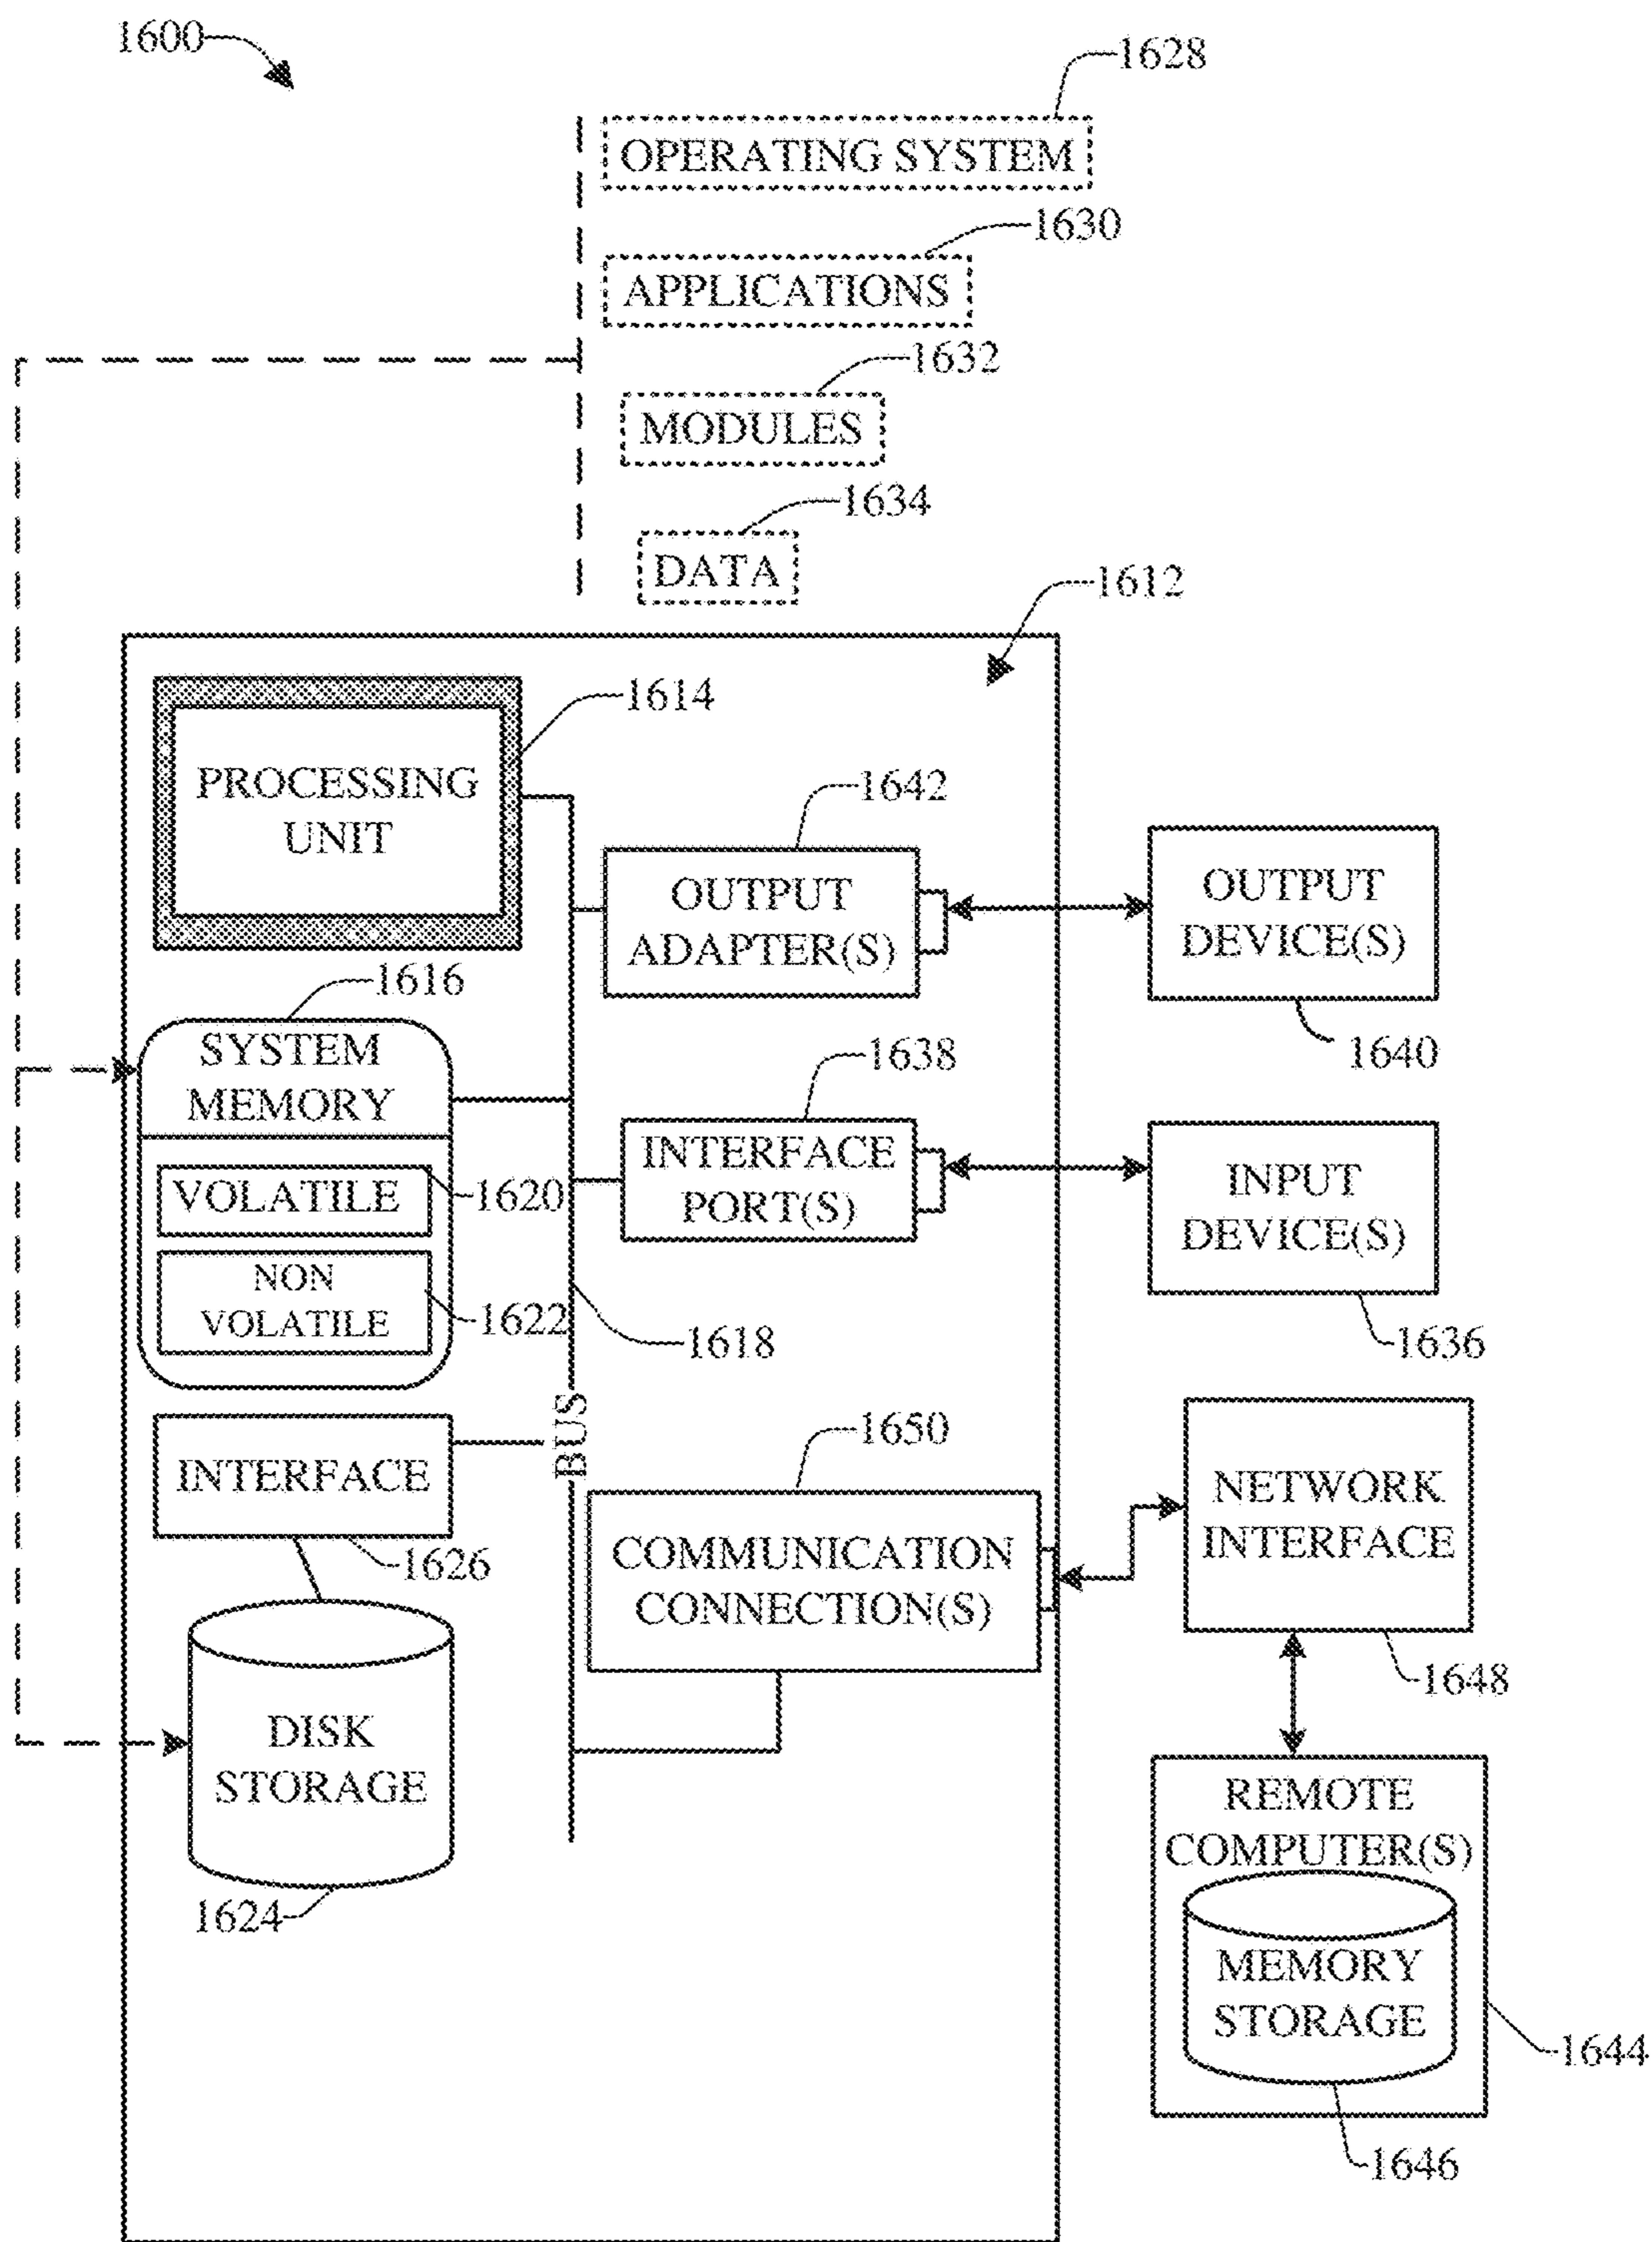 1600
1628
OPERATING SYSTEM
1630
APPLICATIONS
1632
MODULES
1634
DATA
1612
1614
PROCESSING
UNIT
1642
OUTPUT
ADAPTER(S)
OUTPUT
DEVICE(S)
1640
1616
SYSTEM
MEMORY
VOLATILE
1620
NON
VOLATILE
1622
1638
INTERFACE
PORT(S)
INPUT
DEVICE(S)
1636
1618
BUS
INTERFACE
1626
1650
COMMUNICATION
CONNECTION(S)
NETWORK
INTERFACE
1648
DISK
STORAGE
1624
REMOTE
COMPUTER(S)
MEMORY
STORAGE
1644
1646